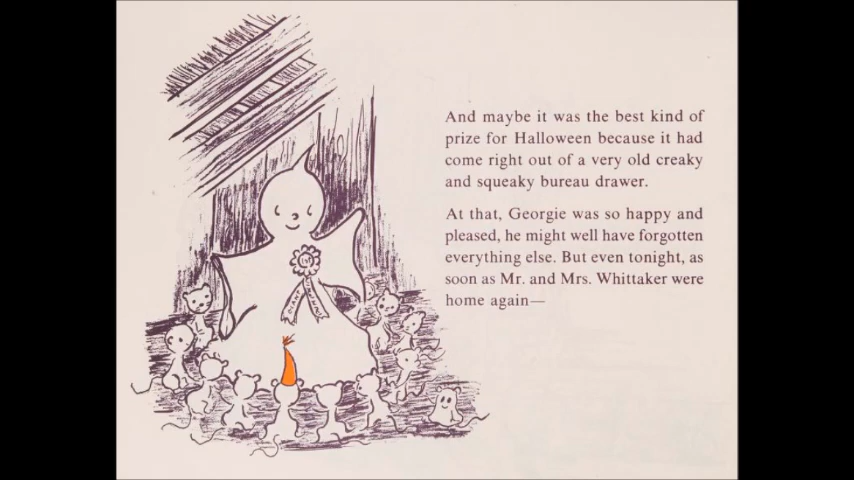 And maybe it was the best kind of
prize for Halloween because it had
come right out of a very old creaky
and squeaky bureau drawer.
At that, Georgie was so happy and
pleased, he might well have forgotten
everything else. But even tonight, as
soon as Mr. and Mrs. Whittaker were
home again—